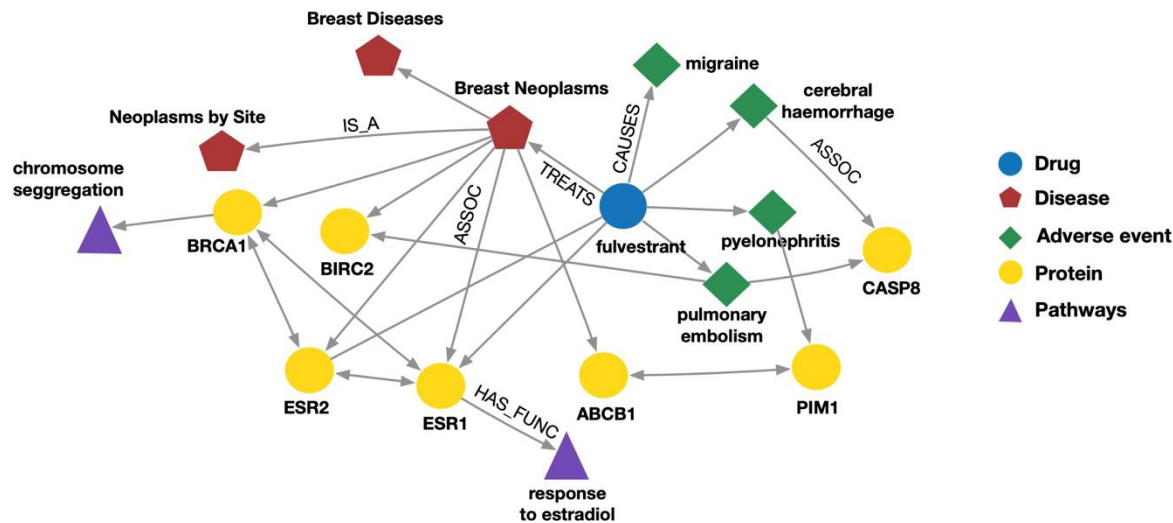 Breast Diseases
migraine
Breast Neoplasms
cerebral
haemorrhage
Neoplasms by Site
IS_A
CAUSES
ASSOC
chromosome
seggregation
TREATS
Drug
Disease
Adverse event
Protein
Pathways
ASSOC
BRCA1
BIRC2
fulvestrant
pyelonephritis
CASP8
pulmonary
embolism
ESR2
ESR1
HAS_FUNC
ABCB1
PIM1
response
to estradiol